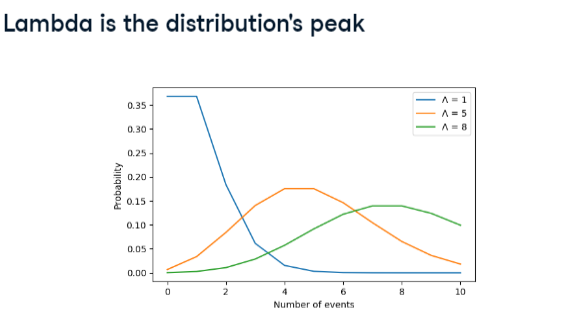 Lambda is the distribution's peak
Λ = 1
Λ = 5
Λ = 8
0.35
0.30
0.25
0.20
0.15
0.10
0.05
0.00
Probability
0 2 4 6 8 10
Number of events